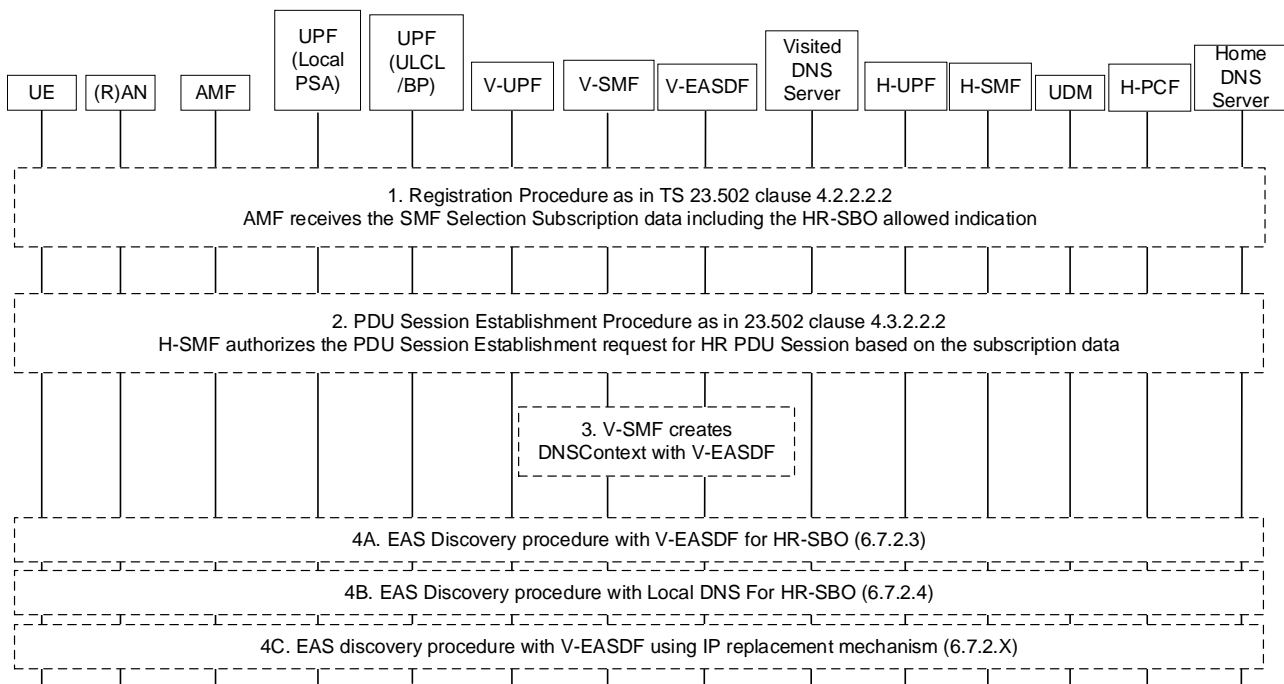 UE
(R)AN
AMF
UPF
(Local
PSA)
UPF
(ULCL
/BP)
V-UPF
V-SMF
V-EASDF
Visited
DNS
Server
H-UPF
H-SMF
UDM
H-PCF
Home
DNS
Server
1. Registration Procedure as in TS 23.502 clause 4.2.2.2.2
AMF receives the SMF Selection Subscription data including the HR-SBO allowed indication
2. PDU Session Establishment Procedure as in 23.502 clause 4.3.2.2.2
H-SMF authorizes the PDU Session Establishment request for HR PDU Session based on the subscription data
3. V-SMF creates
DNSContext with V-EASDF
4A. EAS Discovery procedure with V-EASDF for HR-SBO (6.7.2.3)
4B. EAS Discovery procedure with Local DNS For HR-SBO (6.7.2.4)
4C. EAS discovery procedure with V-EASDF using IP replacement mechanism (6.7.2.X)